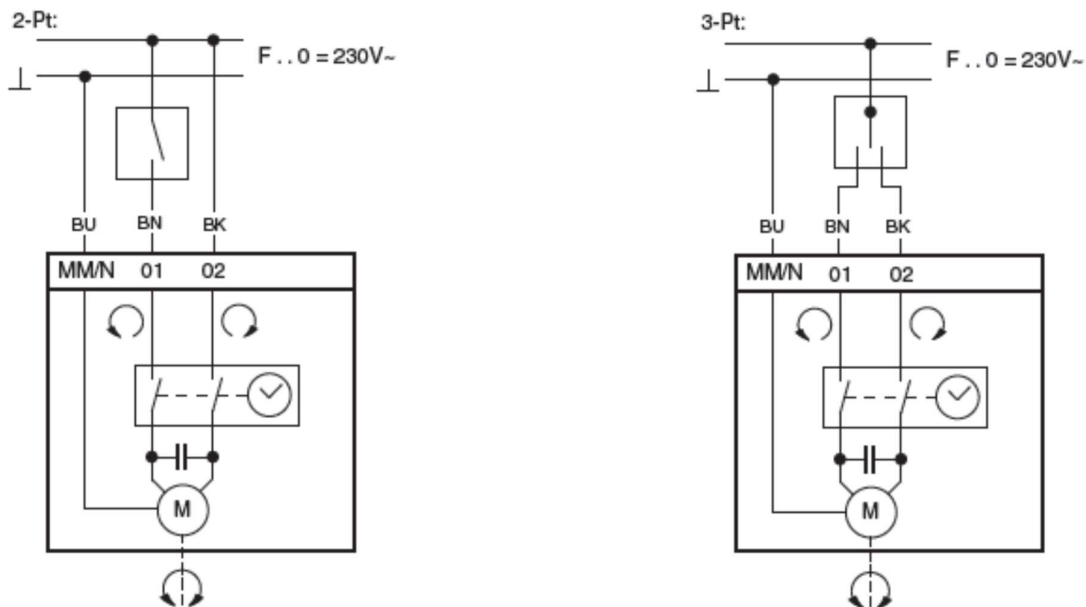 2-Pt:
F . . 0 = 230V~
BU BN BK
MM/N 01 02
M
3-Pt:
F . . 0 = 230V~
BU BN BK
MM/N 01 02
M